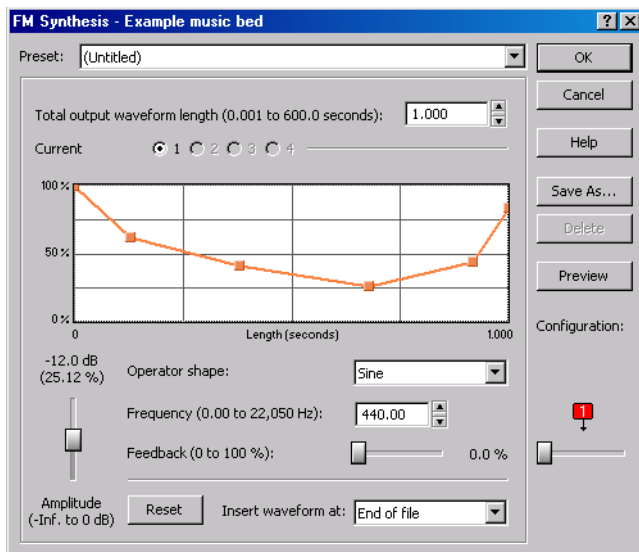 FM Synthesis - Example music bed
Preset: (Untitled)
OK
Cancel
Help
Save As...
Delete
Preview
Configuration:
1
Total output waveform length (0.001 to 600.0 seconds): 1.000
Current 1 2 3 4
100 %
50 %
0 %
0 Length (seconds) 1.000
-12.0 dB
(25.12 %)
Operator shape: Sine
Frequency (0.00 to 22,050 Hz): 440.00
Feedback (0 to 100 %): 0.0 %
Amplitude
(-Inf. to 0 dB)
Reset Insert waveform at: End of file